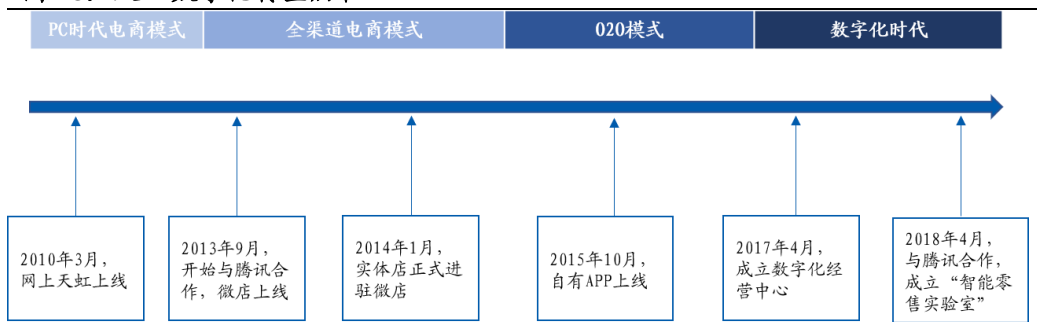 PC时代电商模式
全渠道电商模式
O2O模式
数字化时代
2010年3月，
网上天虹上线
2013年9月，
开始与腾讯合
作，微店上线
2014年1月，
实体店正式进
驻微店
2015年10月，
自有APP上线
2017年4月，
成立数字化经
营中心
2018年4月，
与腾讯合作，
成立“智能零
售实验室”